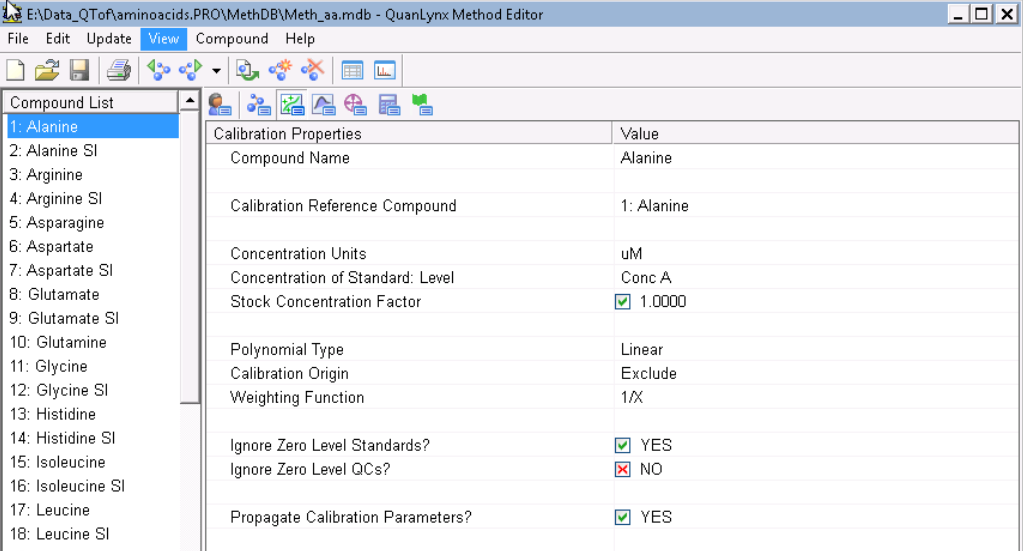 E:\Data_QTof\aminoacids.PRO\MethDB\Meth_aa.mdb - QuanLynx Method Editor
File Edit Update View Compound Help
Compound List
1: Alanine
2: Alanine SI
3: Arginine
4: Arginine SI
5: Asparagine
6: Aspartate
7: Aspartate SI
8: Glutamate
9: Glutamate SI
10: Glutamine
11: Glycine
12: Glycine SI
13: Histidine
14: Histidine SI
15: Isoleucine
16: Isoleucine SI
17: Leucine
18: Leucine SI
Calibration Properties Value
Compound Name Alanine
Calibration Reference Compound 1: Alanine
Concentration Units uM
Concentration of Standard: Level Conc A
Stock Concentration Factor 1.0000
Polynomial Type Linear
Calibration Origin Exclude
Weighting Function 1/X
Ignore Zero Level Standards? YES
Ignore Zero Level QCs? NO
Propagate Calibration Parameters? YES